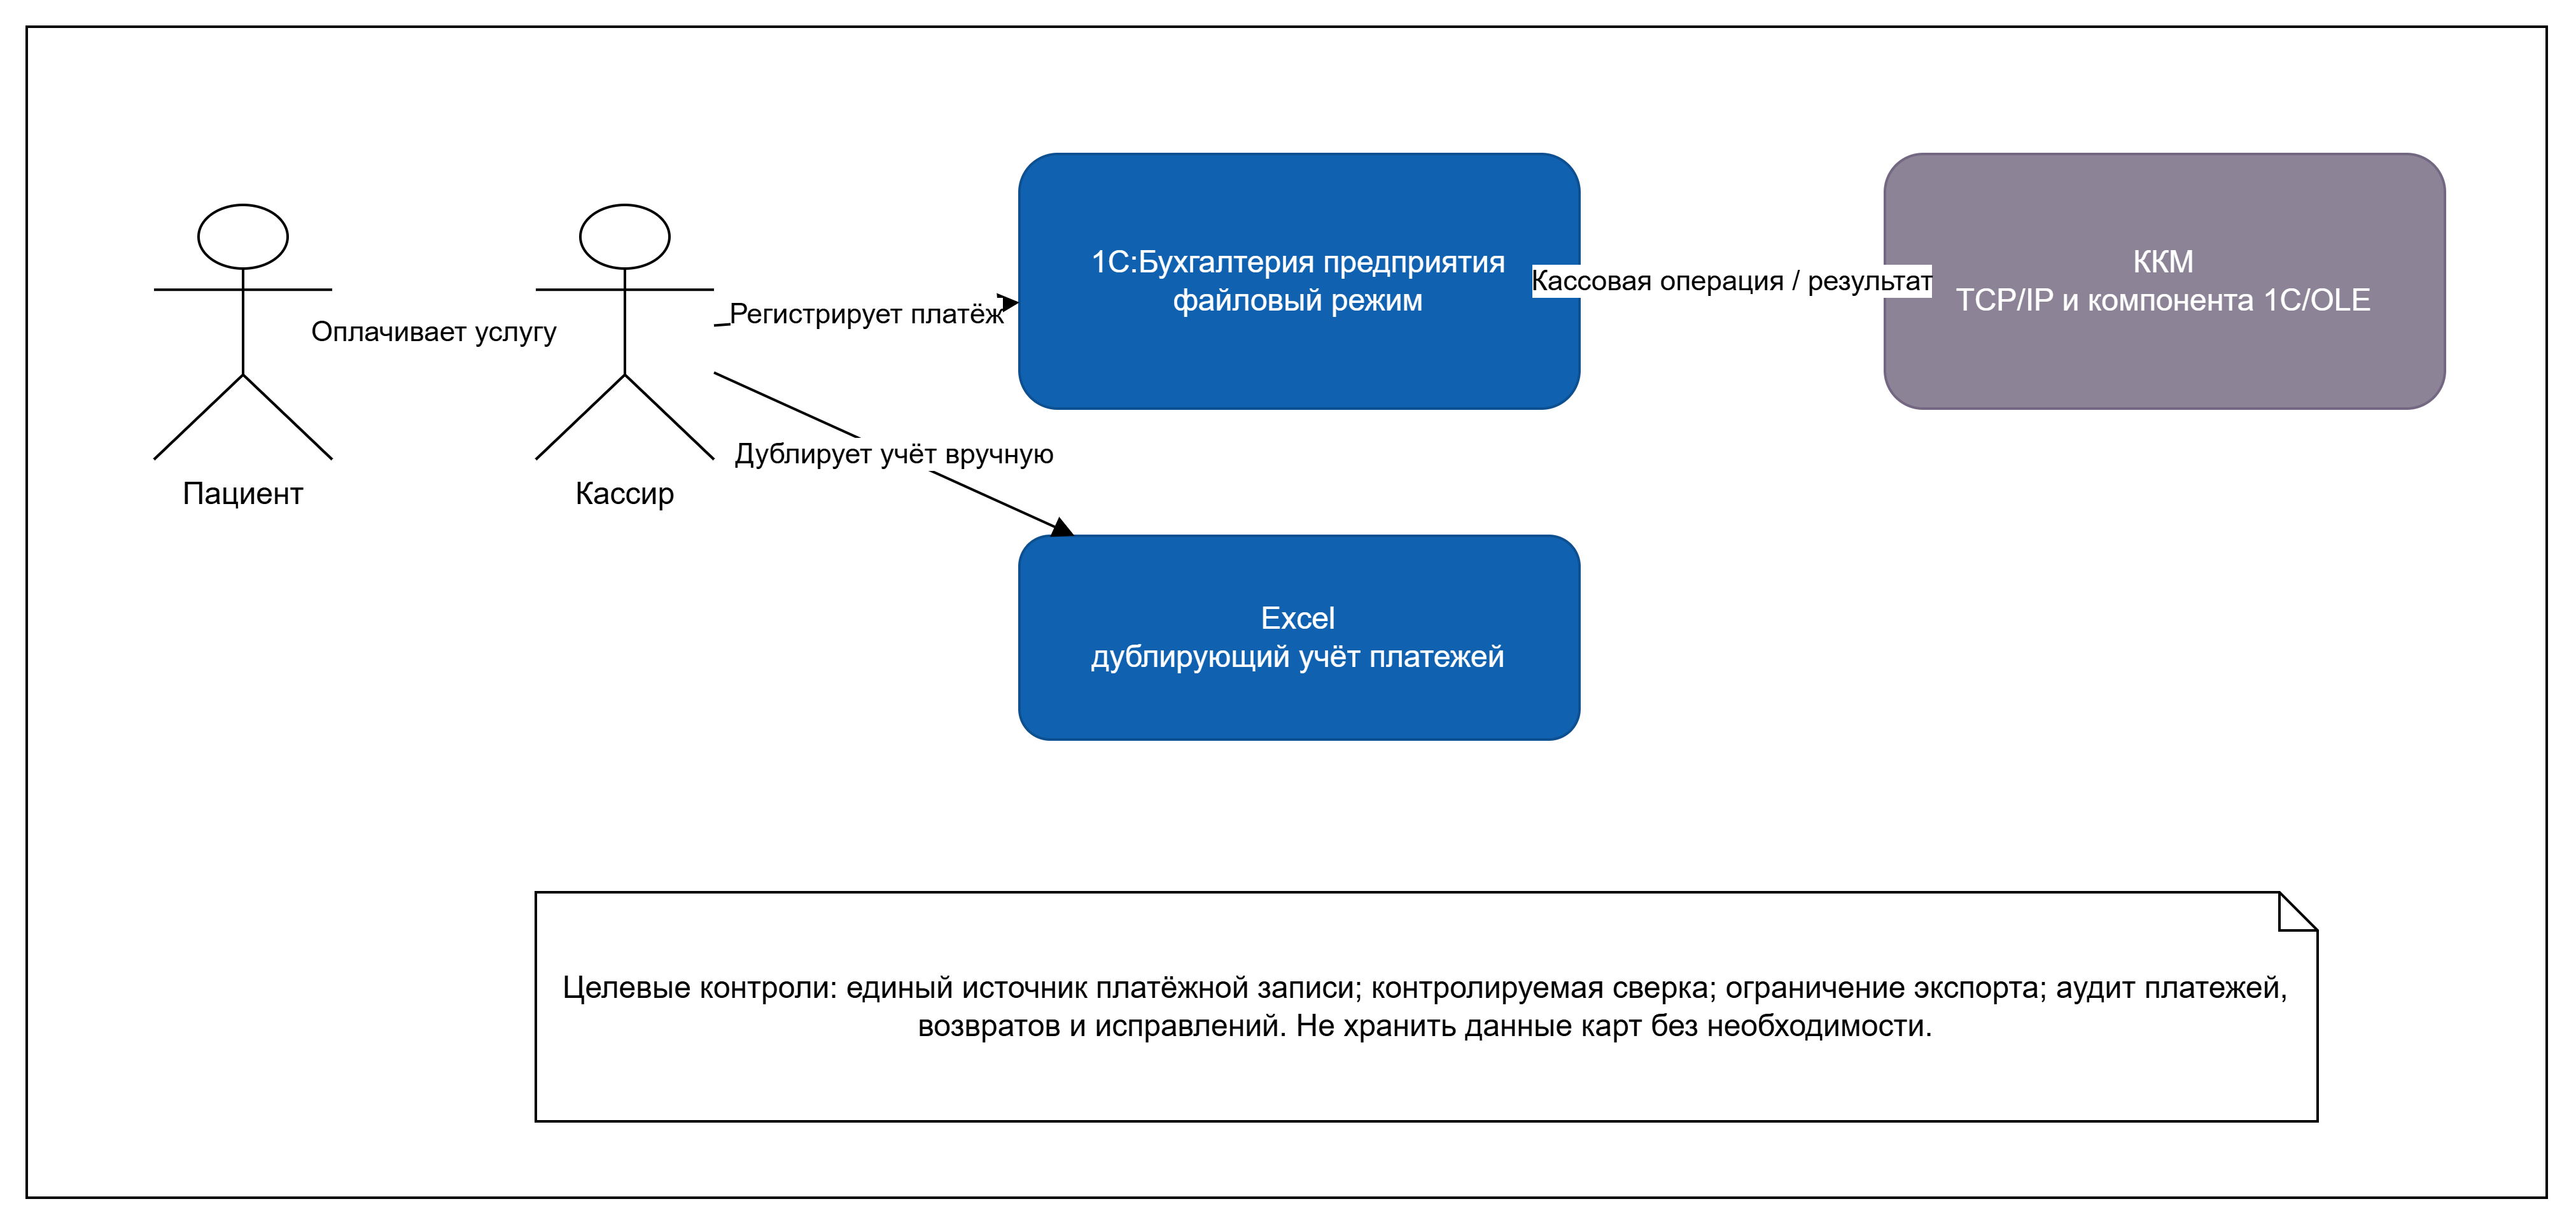 1С:Бухгалтерия предприятия
файловый режим
Кассовая операция / результат
ККМ
TCP/IP и компонента 1С/OLE
Оплачивает услугу
Регистрирует платёж
Дублирует учёт вручную
Пациент
Кассир
Excel
дублирующий учёт платежей
Целевые контроли: единый источник платёжной записи; контролируемая сверка; ограничение экспорта; аудит платежей,
возвратов и исправлений. Не хранить данные карт без необходимости.